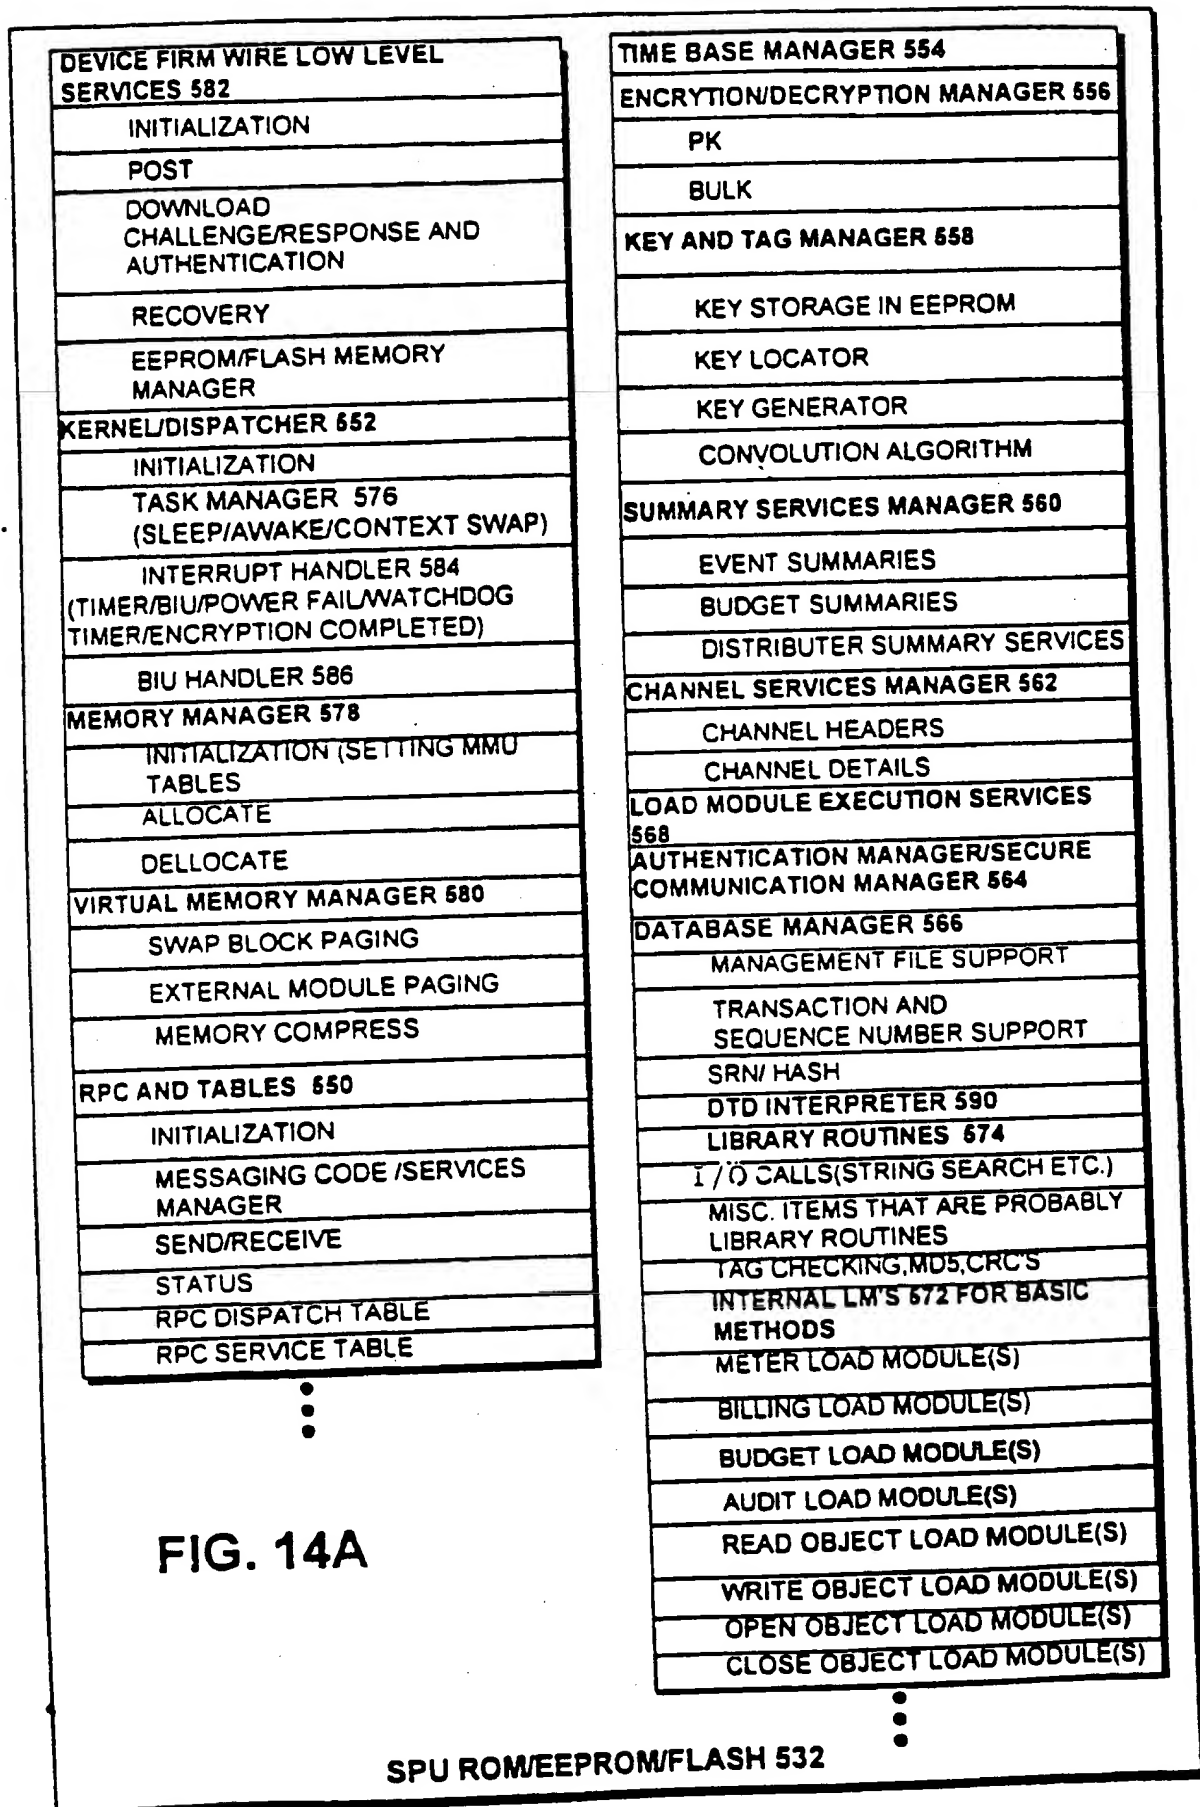 DEVICE FIRM WIRE LOW LEVEL
SERVICES 582
INITIALIZATION
POST
DOWNLOAD
CHALLENGE/RESPONSE AND
AUTHENTICATION
RECOVERY
EEPROM/FLASH MEMORY
MANAGER
KERNEL/DISPATCHER 552
INITIALIZATION
TASK MANAGER 576
(SLEEP/AWAKE/CONTEXT SWAP)
INTERRUPT HANDLER 584
(TIMER/BIU/POWER FAIL/WATCHDOG
TIMER/ENCRYPTION COMPLETED)
BIU HANDLER 586
MEMORY MANAGER 578
INITIALIZATION (SETTING MMU
TABLES
ALLOCATE
DELLOCATE
VIRTUAL MEMORY MANAGER 580
SWAP BLOCK PAGING
EXTERNAL MODULE PAGING
MEMORY COMPRESS
RPC AND TABLES 550
INITIALIZATION
MESSAGING CODE /SERVICES
MANAGER
SEND/RECEIVE
STATUS
RPC DISPATCH TABLE
RPC SERVICE TABLE
TIME BASE MANAGER 554
ENCRYTION/DECRYPTION MANAGER 556
PK
BULK
KEY AND TAG MANAGER 558
KEY STORAGE IN EEPROM
KEY LOCATOR
KEY GENERATOR
CONVOLUTION ALGORITHM
SUMMARY SERVICES MANAGER 560
EVENT SUMMARIES
BUDGET SUMMARIES
DISTRIBUTER SUMMARY SERVICES
CHANNEL SERVICES MANAGER 562
CHANNEL HEADERS
CHANNEL DETAILS
LOAD MODULE EXECUTION SERVICES
568
AUTHENTICATION MANAGER/SECURE
COMMUNICATION MANAGER 564
DATABASE MANAGER 566
MANAGEMENT FILE SUPPORT
TRANSACTION AND
SEQUENCE NUMBER SUPPORT
SRN/ HASH
DTD INTERPRETER 590
LIBRARY ROUTINES 574
I/O CALLS(STRING SEARCH ETC.)
MISC. ITEMS THAT ARE PROBABLY
LIBRARY ROUTINES
TAG CHECKING,MD5,CRC'S
INTERNAL LM'S 572 FOR BASIC
METHODS
METER LOAD MODULE(S)
BILLING LOAD MODULE(S)
BUDGET LOAD MODULE(S)
AUDIT LOAD MODULE(S)
READ OBJECT LOAD MODULE(S)
WRITE OBJECT LOAD MODULE(S)
OPEN OBJECT LOAD MODULE(S)
CLOSE OBJECT LOAD MODULE(S)
FIG. 14A
SPU ROM/EEPROM/FLASH 532